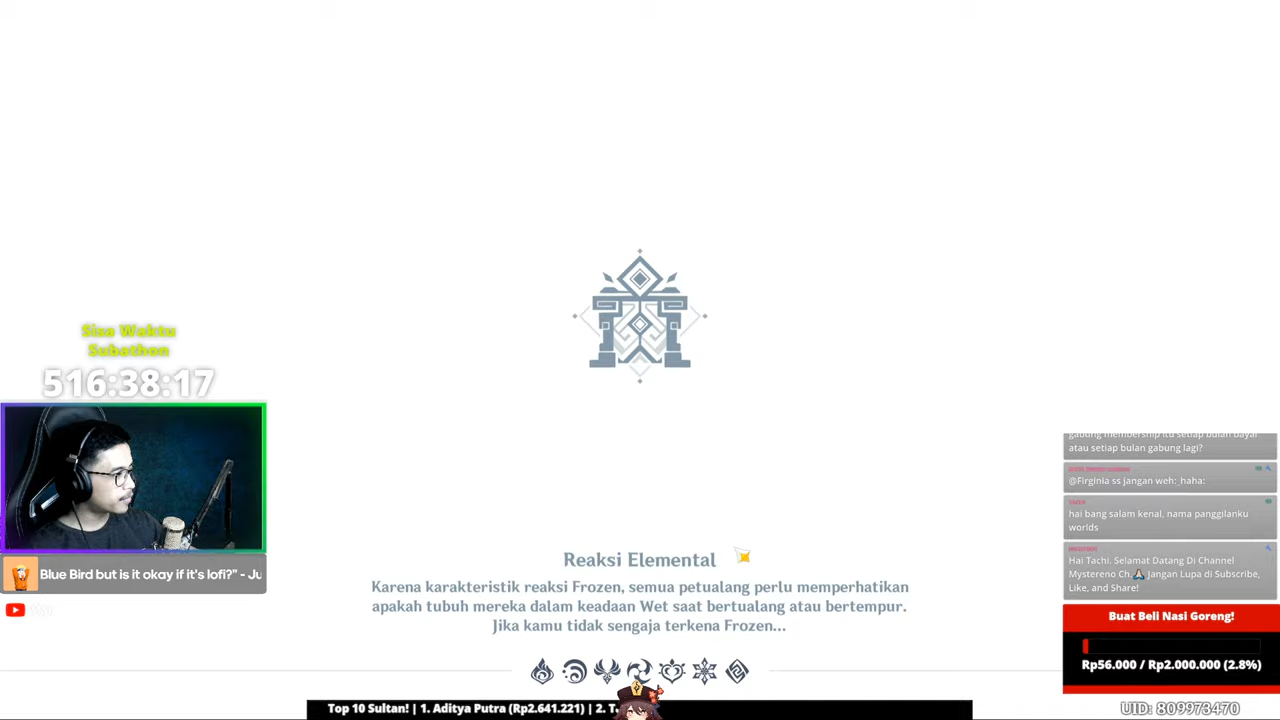 Sisa Waktu
Subathon
516:38:17
Blue Bird but is it okay if it's lofi?" - Ju
Reaksi Elemental
Karena karakteristik reaksi Frozen, semua petualang perlu memperhatikan
apakah tubuh mereka dalam keadaan Wet saat bertualang atau bertempur.
Jika kamu tidak sengaja terkena Frozen...
gabung membership itu setiap bulan bayar
atau setiap bulan gabung lagi?
@Firginia ss jangan weh:_haha:
hai bang salam kenal, nama panggilanku
worlds
Hai Tachi. Selamat Datang Di Channel
Mystereno Ch.🙏 Jangan Lupa di Subscribe,
Like, and Share!
Buat Beli Nasi Goreng!
Rp56.000 / Rp2.000.000 (2.8%)
Top 10 Sultan! | 1. Aditya Putra (Rp2.641.221) | 2. T
UID: 809973470